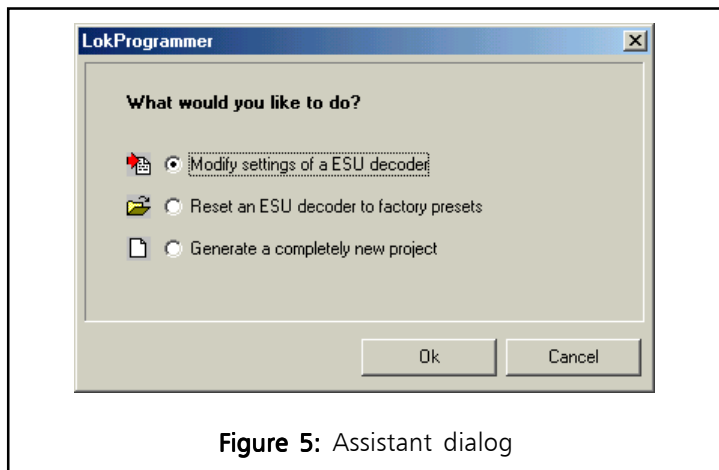 LokProgrammer
What would you like to do?
Modify settings of a ESU decoder
Reset an ESU decoder to factory presets
Generate a completely new project
Ok Cancel
Figure 5: Assistant dialog